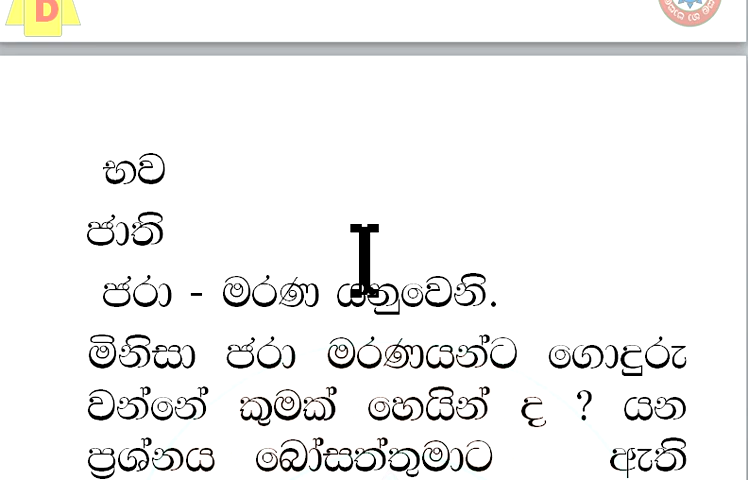 D
භව
ජාති
ජරා - මරණ යනුවෙනි.
මිනිසා ජරා මරණයන්ට ගොදුරු
වන්නේ කුමක් හෙයින් ද ? යන
ප්‍රශ්නය බෝසත්තුමාට ඇති